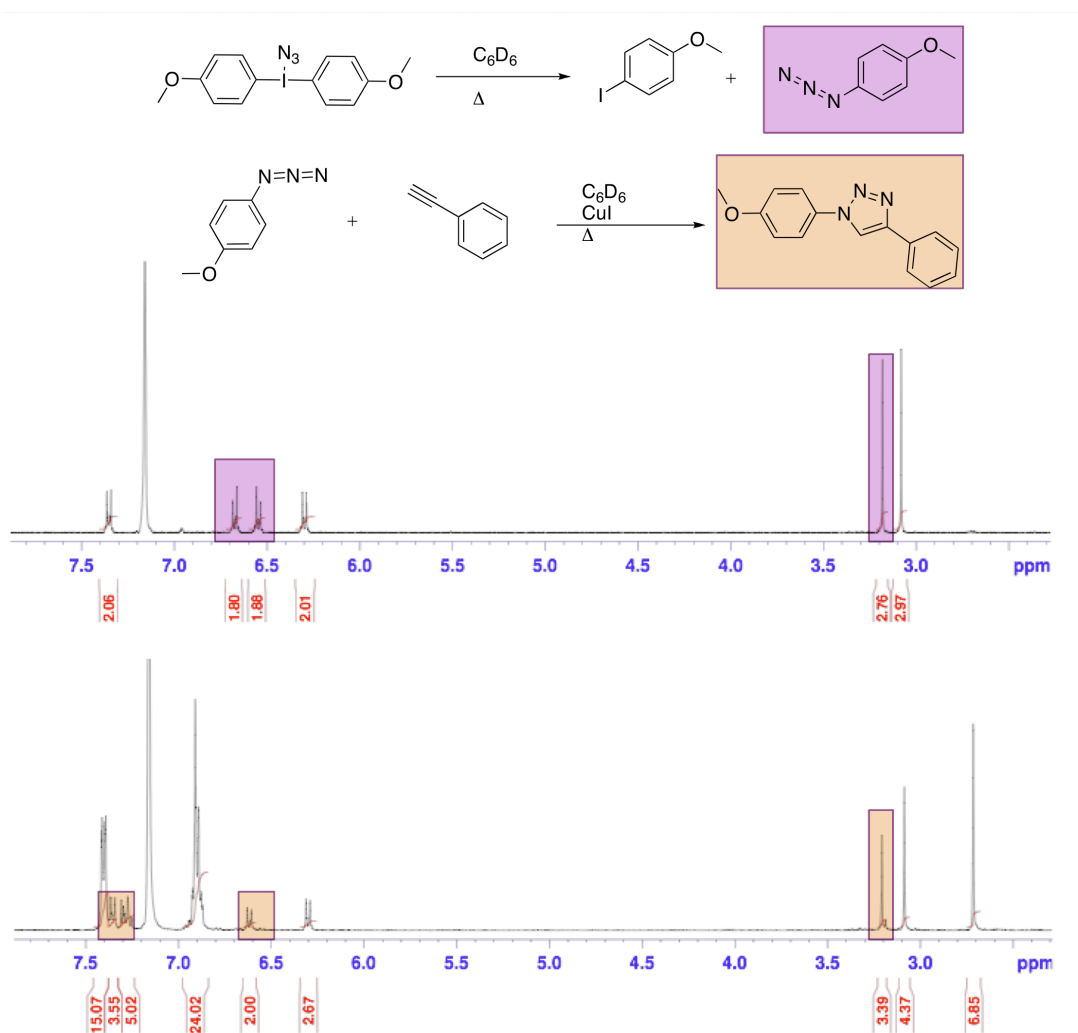 N3
I
O
O
C6D6
Δ
O
I
+
O
N
N
N
N=N=N
O
+
C6D6
CuI
Δ
O
N
N
N
7.5 7.0 6.5 6.0 5.5 5.0 4.5 4.0 3.5 3.0 ppm
2.06 1.80 1.88 2.01 2.76 2.97
7.5 7.0 6.5 6.0 5.5 5.0 4.5 4.0 3.5 3.0 ppm
15.07 3.55 5.02 24.02 2.00 2.67 3.39 4.37 6.85